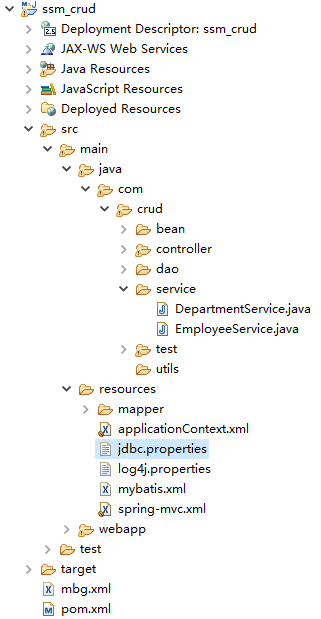 ssm_crud
Deployment Descriptor: ssm_crud
JAX-WS Web Services
Java Resources
JavaScript Resources
Deployed Resources
src
main
java
com
crud
bean
controller
dao
service
DepartmentService.java
EmployeeService.java
test
utils
resources
mapper
applicationContext.xml
jdbc.properties
log4j.properties
mybatis.xml
spring-mvc.xml
webapp
test
target
mbg.xml
pom.xml